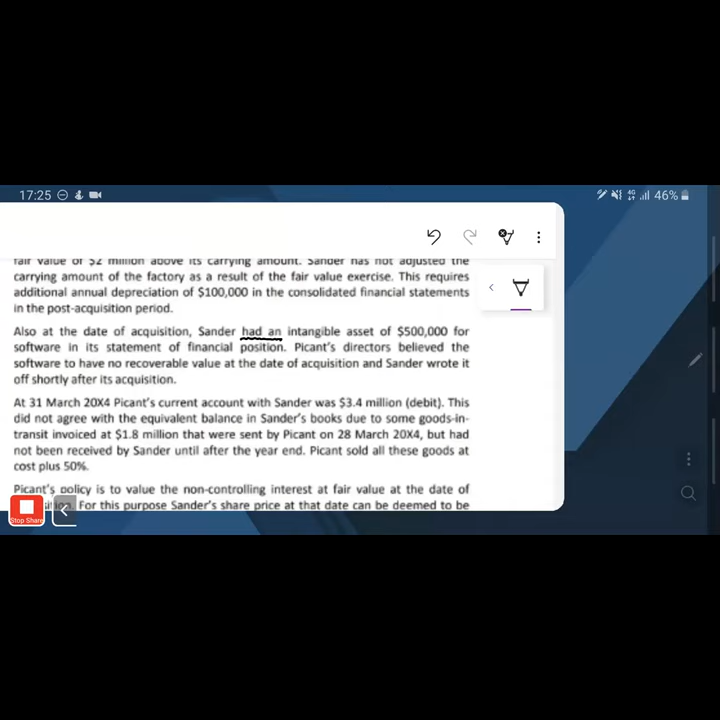 17:25 4G 46%
fair value of $2 million above its carrying amount. Sander has not adjusted the
carrying amount of the factory as a result of the fair value exercise. This requires
additional annual depreciation of $100,000 in the consolidated financial statements
in the post-acquisition period.
Also at the date of acquisition, Sander had an intangible asset of $500,000 for
software in its statement of financial position. Picant's directors believed the
software to have no recoverable value at the date of acquisition and Sander wrote it
off shortly after its acquisition.
At 31 March 20X4 Picant's current account with Sander was $3.4 million (debit). This
did not agree with the equivalent balance in Sander's books due to some goods-in-
transit invoiced at $1.8 million that were sent by Picant on 28 March 20X4, but had
not been received by Sander until after the year end. Picant sold all these goods at
cost plus 50%.
Picant's policy is to value the non-controlling interest at fair value at the date of
For this purpose Sander's share price at that date can be deemed to be
Stop Share